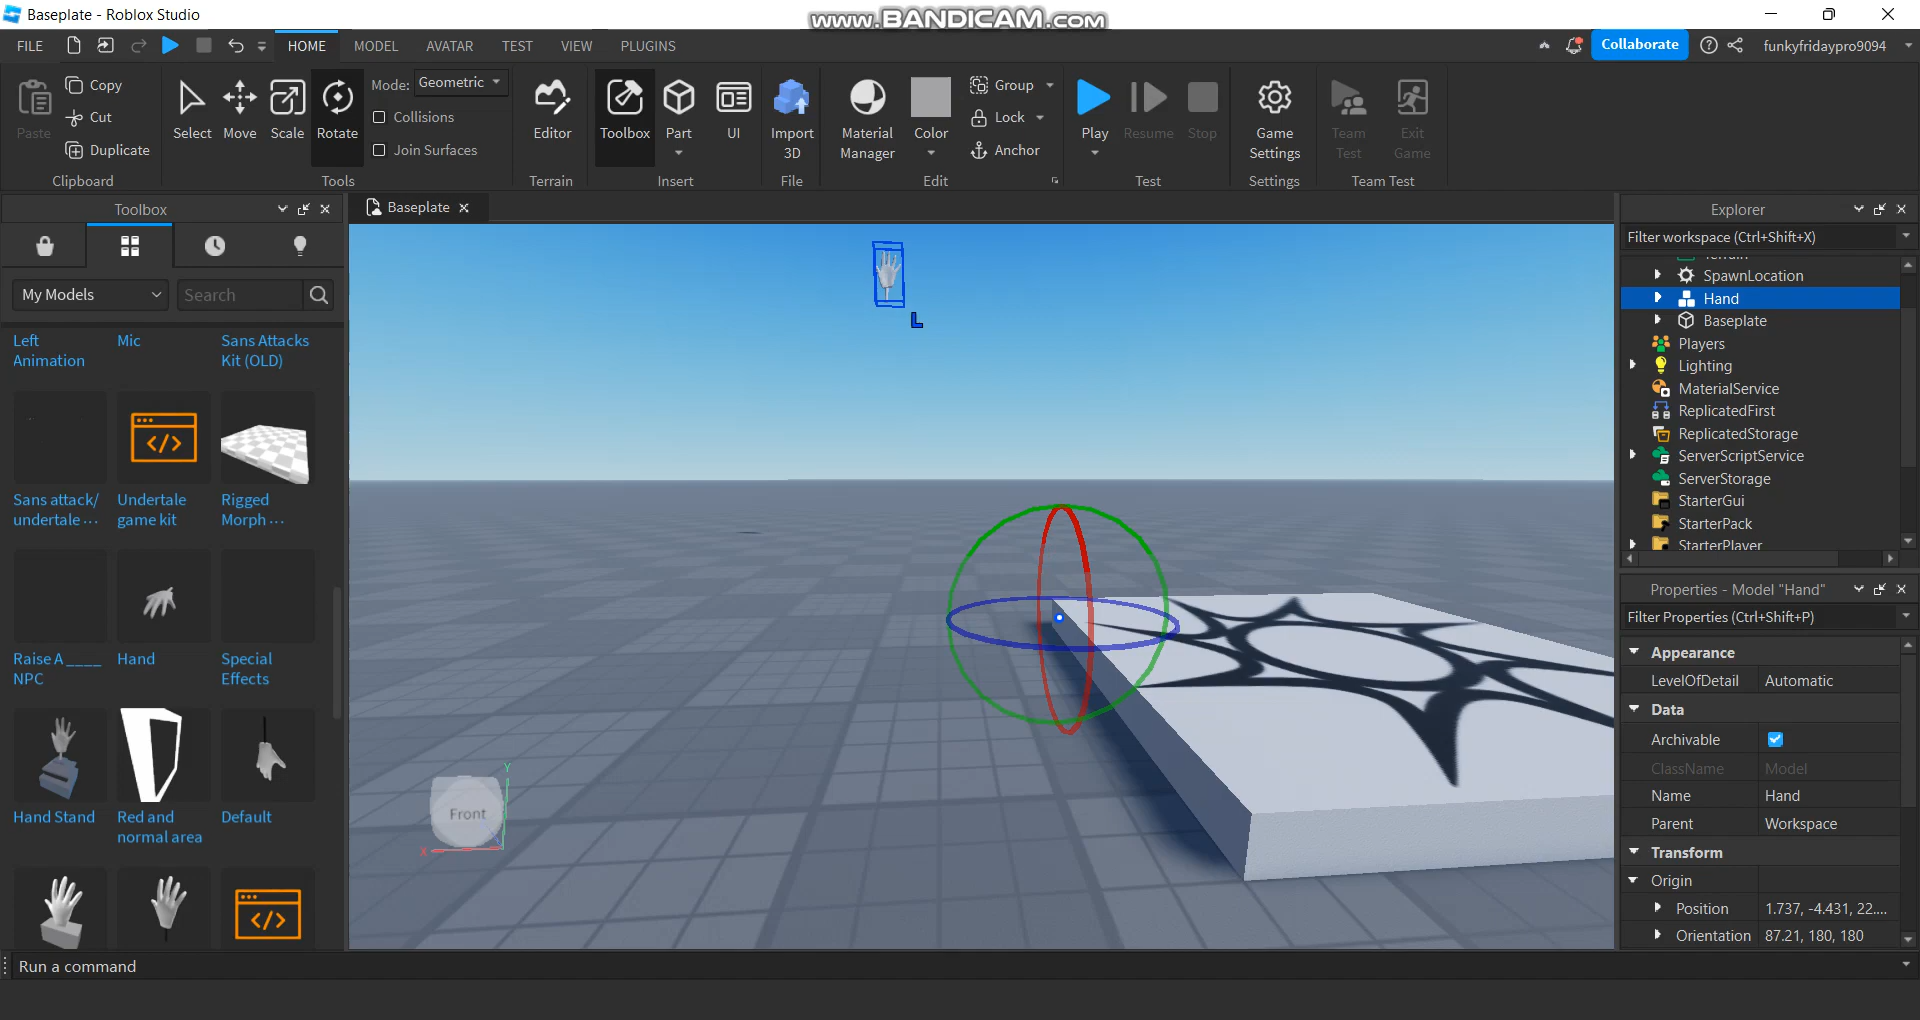 Baseplate - Roblox Studio
www.BANDICAM.com
FILE HOME MODEL AVATAR TEST VIEW PLUGINS
Collaborate funkyfridaypro9094
Paste
Copy
Cut
Duplicate
Clipboard
Select Move Scale Rotate
Mode: Geometric
Collisions
Join Surfaces
Tools
Editor
Terrain
Toolbox Part UI
Insert
Import
3D
File
Material
Manager
Color
Group
Lock
Anchor
Edit
Play Resume Stop
Test
Game
Settings
Settings
Team
Test
Exit
Game
Team Test
Toolbox
My Models Search
Left
Animation
Mic
Sans Attacks
Kit (OLD)
Sans attack/
undertale ...
Undertale
game kit
Rigged
Morph ...
Raise A ____
NPC
Hand
Special
Effects
Hand Stand
Red and
normal area
Default
Baseplate
L
Front
Y
X
Explorer
Filter workspace (Ctrl+Shift+X)
Terrain
SpawnLocation
Hand
Baseplate
Players
Lighting
MaterialService
ReplicatedFirst
ReplicatedStorage
ServerScriptService
ServerStorage
StarterGui
StarterPack
StarterPlayer
Properties - Model "Hand"
Filter Properties (Ctrl+Shift+P)
Appearance
LevelOfDetail Automatic
Data
Archivable
ClassName Model
Name Hand
Parent Workspace
Transform
Origin
Position 1.737, -4.431, 22....
Orientation 87.21, 180, 180
Run a command